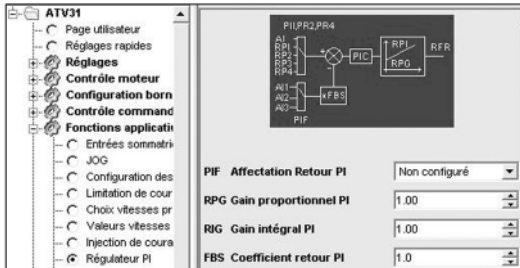 ATV31
Page utilisateur
Réglages rapides
Réglages
Contrôle moteur
Configuration born
Contrôle command
Fonctions applicati
Entrées sommatri
JOG
Configuration des
Limitation de cour
Choix vitesses pr
Valeurs vitesses
Injection de coura
Régulateur PI
PII,PR2,PR4
AI
RPI
RP2
RP3
RP4
PIC
RPI
RPG
RFR
AI1
AI2
AI3
xFBS
PIF
PIF Affectation Retour PI
Non configuré
RPG Gain proportionnel PI
1.00
RIG Gain intégral PI
1.00
FBS Coefficient retour PI
1.0